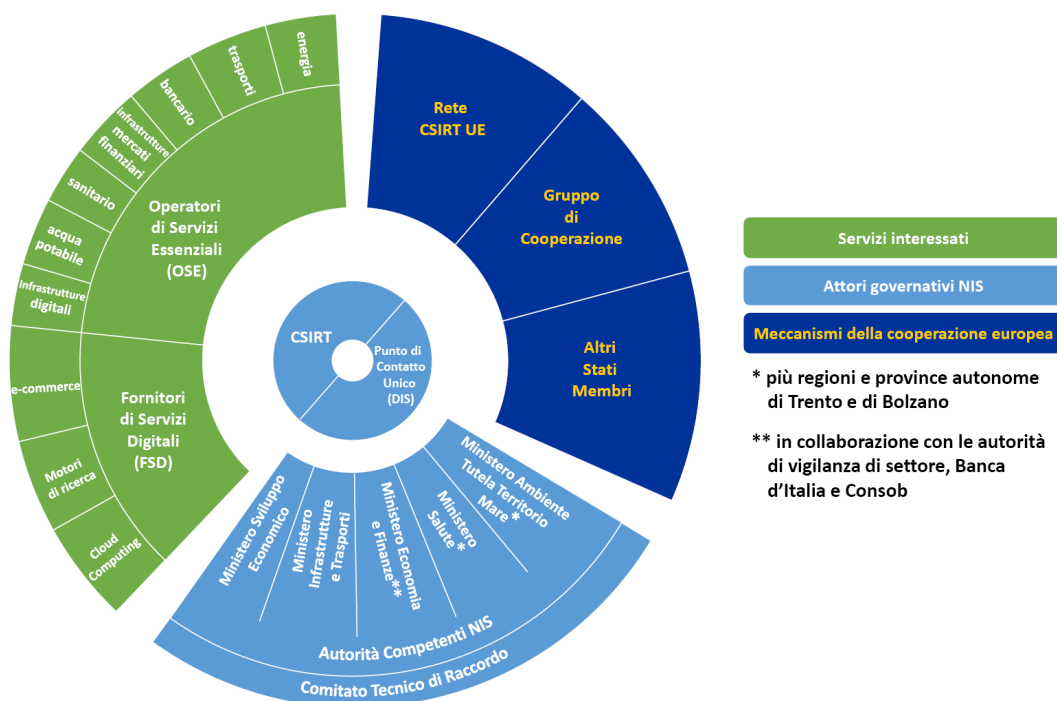 energia
trasporti
bancario
infrastrutture
mercati
finanziari
sanitario
acqua
potabile
Infrastrutture
digitali
e-commerce
Motori
di ricerca
Cloud
Computing
Operatori
di Servizi
Essenziali
(OSE)
Fornitori
di Servizi
Digitali
(FSD)
Rete
CSIRT UE
Gruppo
di
Cooperazione
Altri
Stati
Membri
CSIRT
Punto di
Contatto
Unico
(DIS)
Ministero Sviluppo
Economico
Ministero
Infrastrutture
e Trasporti
Ministero Economia
e Finanze**
Ministero
Salute *
Ministero Ambiente
Tutela Territorio
Mare *
Autorità Competenti NIS
Comitato Tecnico di Raccordo
Servizi interessati
Attori governativi NIS
Meccanismi della cooperazione europea
* più regioni e province autonome
di Trento e di Bolzano
** in collaborazione con le autorità
di vigilanza di settore, Banca
d'Italia e Consob